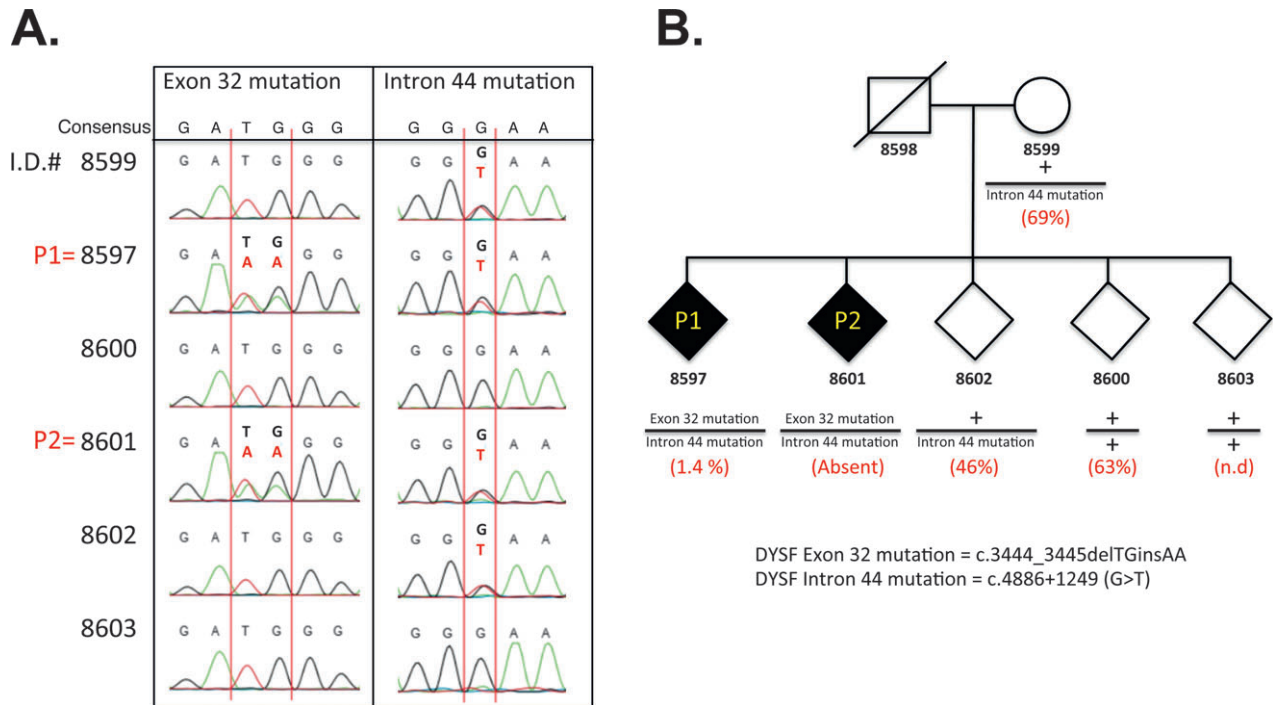 A.
Exon 32 mutation Intron 44 mutation
Consensus G A T G G G G G G A A
I.D.# 8599 G A T G G G G G G T A A
P1= 8597 G A T A G A G G G G G T A A
8600 G A T G G G G G G A A
P2= 8601 G A T A G A G G G G G T A A
8602 G A T G G G G G G T A A
8603 G A T G G G G G G A A
B.
8598 8599
+
Intron 44 mutation
(69%)
P1 P2
8597 8601 8602 8600 8603
Exon 32 mutation Exon 32 mutation + + +
Intron 44 mutation Intron 44 mutation Intron 44 mutation + +
(1.4 %) (Absent) (46%) (63%) (n.d)
DYSF Exon 32 mutation = c.3444_3445delTGinsAA
DYSF Intron 44 mutation = c.4886+1249 (G>T)